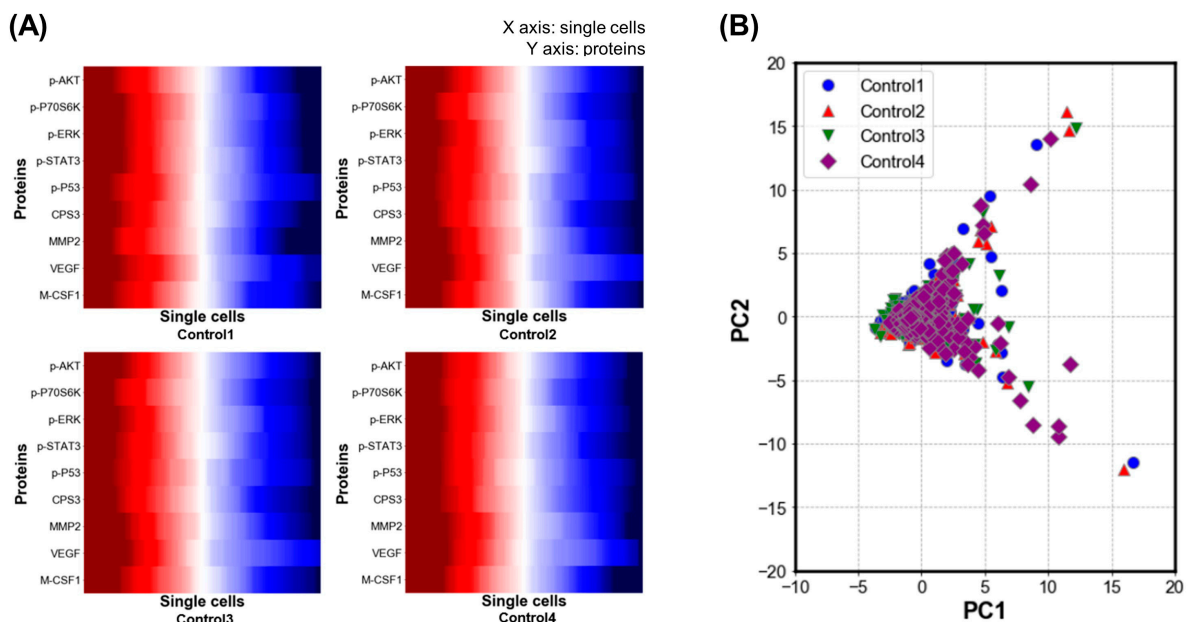 (A)
X axis: single cells
Y axis: proteins
Proteins
p-AKT
p-P70S6K
p-ERK
p-STAT3
p-P53
CPS3
MMP2
VEGF
M-CSF1
Single cells
Control1
Proteins
p-AKT
p-P70S6K
p-ERK
p-STAT3
p-P53
CPS3
MMP2
VEGF
M-CSF1
Single cells
Control2
Proteins
p-AKT
p-P70S6K
p-ERK
p-STAT3
p-P53
CPS3
MMP2
VEGF
M-CSF1
Single cells
Control3
Proteins
p-AKT
p-P70S6K
p-ERK
p-STAT3
p-P53
CPS3
MMP2
VEGF
M-CSF1
Single cells
Control4
(B)
Control1
Control2
Control3
Control4
PC2
20
15
10
5
0
−5
−10
−15
−20
−10 −5 0 5 10 15 20
PC1